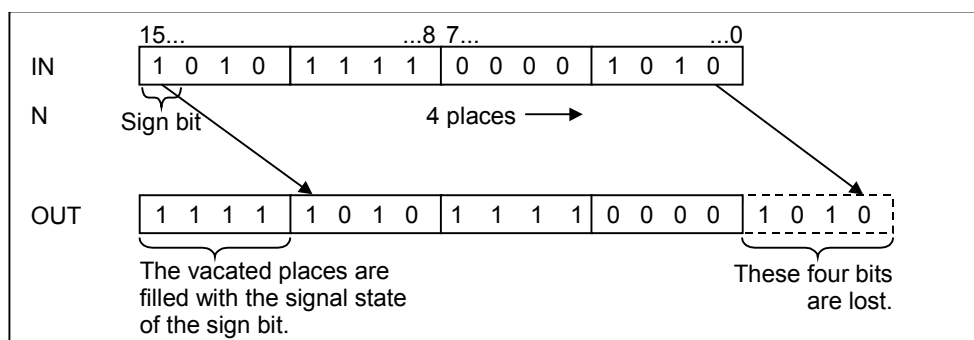 15... ...8 7... ...0
IN 1 0 1 0 1 1 1 1 0 0 0 0 1 0 1 0
N Sign bit 4 places
OUT 1 1 1 1 1 0 1 0 1 1 1 1 0 0 0 0 1 0 1 0
The vacated places are
filled with the signal state
of the sign bit.
These four bits
are lost.